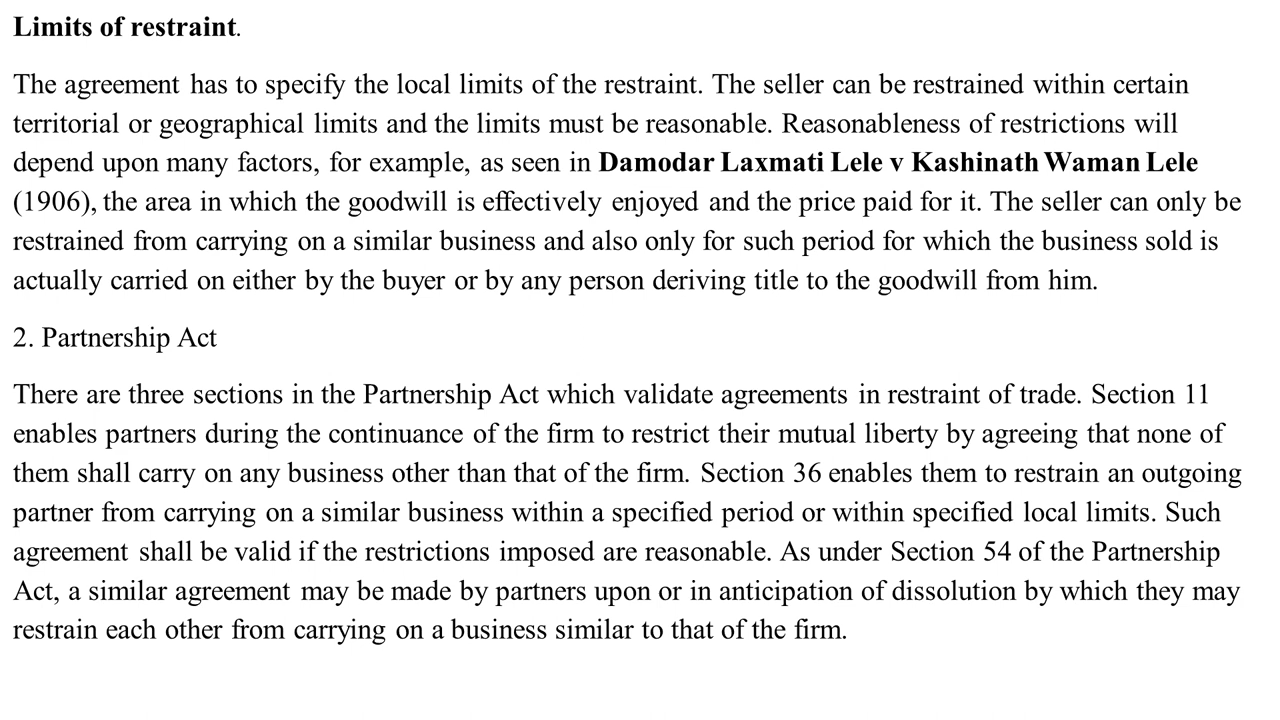 Limits of restraint.
The agreement has to specify the local limits of the restraint. The seller can be restrained within certain
territorial or geographical limits and the limits must be reasonable. Reasonableness of restrictions will
depend upon many factors, for example, as seen in Damodar Laxmati Lele v Kashinath Waman Lele
(1906), the area in which the goodwill is effectively enjoyed and the price paid for it. The seller can only be
restrained from carrying on a similar business and also only for such period for which the business sold is
actually carried on either by the buyer or by any person deriving title to the goodwill from him.
2. Partnership Act
There are three sections in the Partnership Act which validate agreements in restraint of trade. Section 11
enables partners during the continuance of the firm to restrict their mutual liberty by agreeing that none of
them shall carry on any business other than that of the firm. Section 36 enables them to restrain an outgoing
partner from carrying on a similar business within a specified period or within specified local limits. Such
agreement shall be valid if the restrictions imposed are reasonable. As under Section 54 of the Partnership
Act, a similar agreement may be made by partners upon or in anticipation of dissolution by which they may
restrain each other from carrying on a business similar to that of the firm.